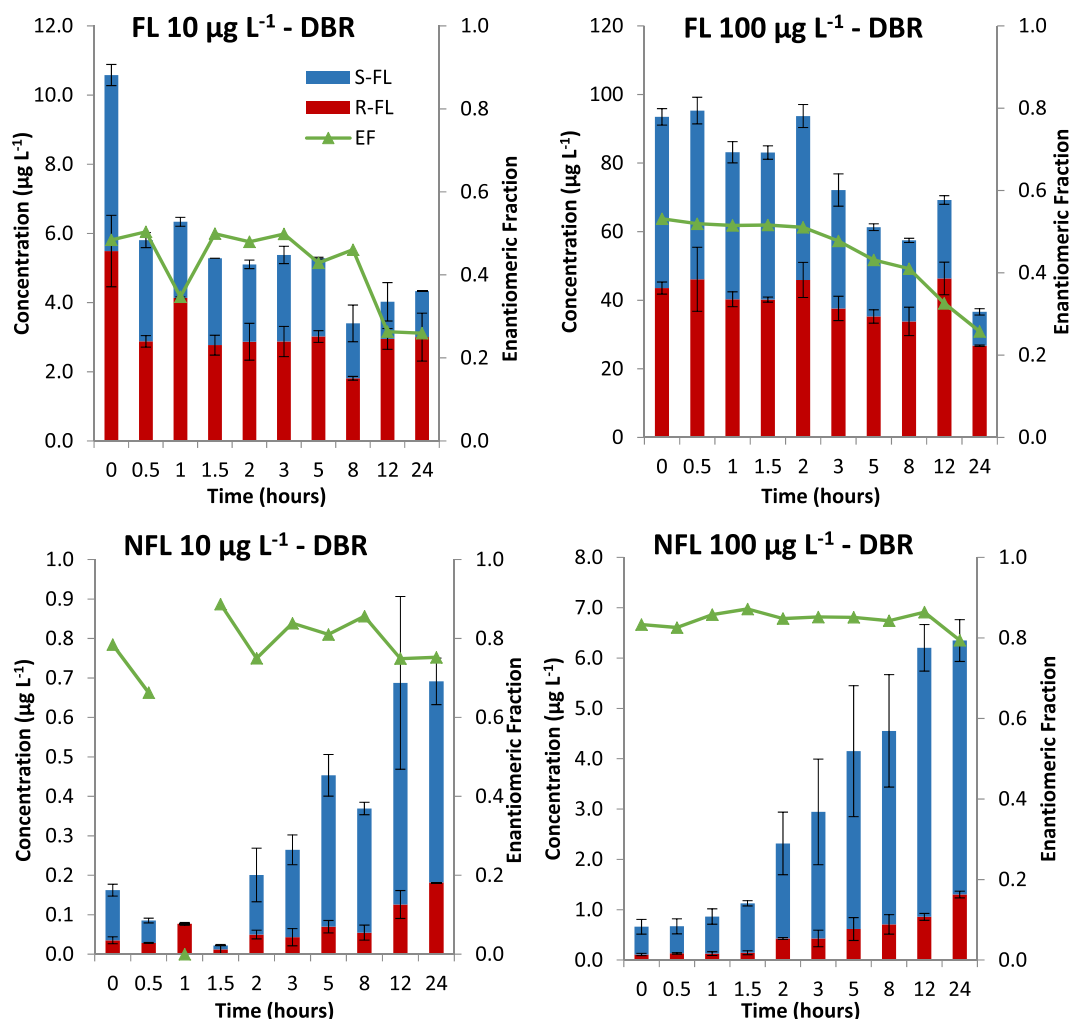 FL 10 µg L-1 - DBR
12.0
10.0
8.0
6.0
4.0
2.0
0.0
Concentration (µg L-1)
S-FL
R-FL
EF
1.0
0.8
0.6
0.4
0.2
0.0
Enantiomeric Fraction
0 0.5 1 1.5 2 3 5 8 12 24
Time (hours)
FL 100 µg L-1 - DBR
120
100
80
60
40
20
0
Concentration (µg L-1)
1.0
0.8
0.6
0.4
0.2
0.0
Enantiomeric Fraction
0 0.5 1 1.5 2 3 5 8 12 24
Time (hours)
NFL 10 µg L-1 - DBR
1.0
0.9
0.8
0.7
0.6
0.5
0.4
0.3
0.2
0.1
0.0
Concentration (µg L-1)
1.0
0.8
0.6
0.4
0.2
0.0
Enantiomeric Fraction
0 0.5 1 1.5 2 3 5 8 12 24
Time (hours)
NFL 100 µg L-1 - DBR
8.0
7.0
6.0
5.0
4.0
3.0
2.0
1.0
0.0
Concentration (µg L-1)
1.0
0.8
0.6
0.4
0.2
0.0
Enantiomeric Fraction
0 0.5 1 1.5 2 3 5 8 12 24
Time (hours)